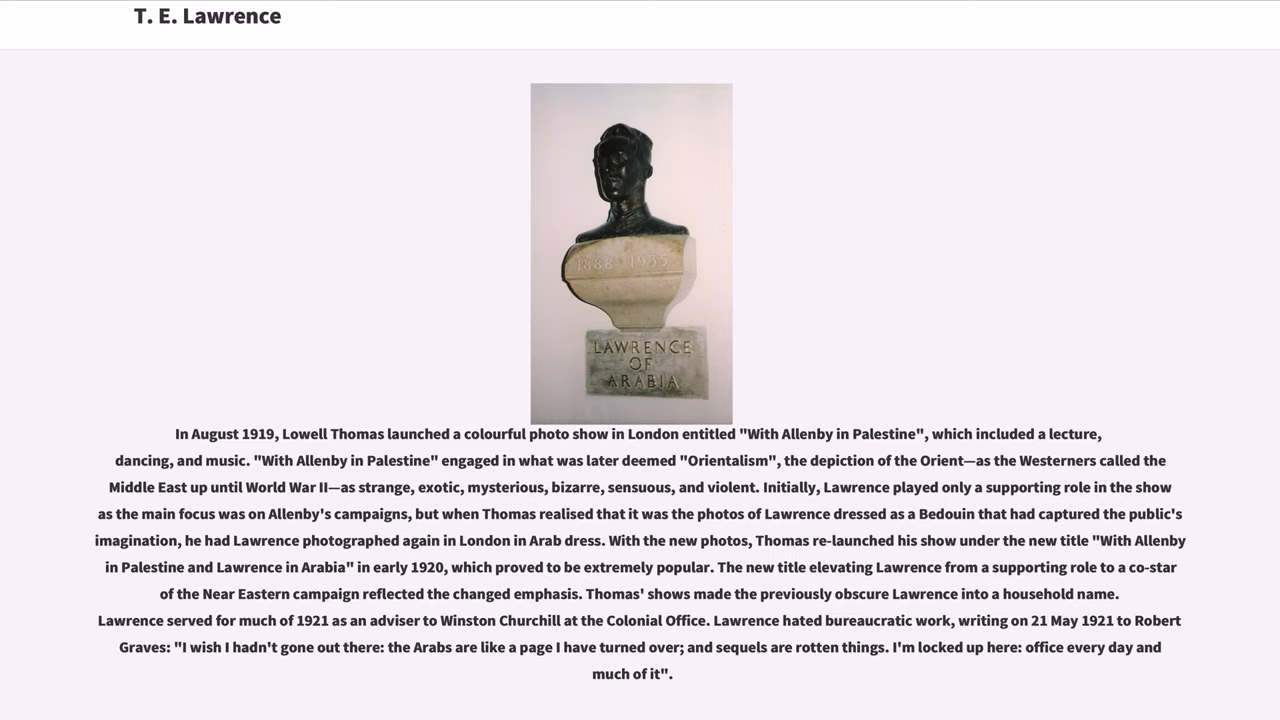 T. E. Lawrence
1888 1935
LAWRENCE
OF
ARABIA
In August 1919, Lowell Thomas launched a colourful photo show in London entitled "With Allenby in Palestine", which included a lecture,
dancing, and music. "With Allenby in Palestine" engaged in what was later deemed "Orientalism", the depiction of the Orient—as the Westerners called the
Middle East up until World War II—as strange, exotic, mysterious, bizarre, sensuous, and violent. Initially, Lawrence played only a supporting role in the show
as the main focus was on Allenby's campaigns, but when Thomas realised that it was the photos of Lawrence dressed as a Bedouin that had captured the public's
imagination, he had Lawrence photographed again in London in Arab dress. With the new photos, Thomas re-launched his show under the new title "With Allenby
in Palestine and Lawrence in Arabia" in early 1920, which proved to be extremely popular. The new title elevating Lawrence from a supporting role to a co-star
of the Near Eastern campaign reflected the changed emphasis. Thomas' shows made the previously obscure Lawrence into a household name.
Lawrence served for much of 1921 as an adviser to Winston Churchill at the Colonial Office. Lawrence hated bureaucratic work, writing on 21 May 1921 to Robert
Graves: "I wish I hadn't gone out there: the Arabs are like a page I have turned over; and sequels are rotten things. I'm locked up here: office every day and
much of it".